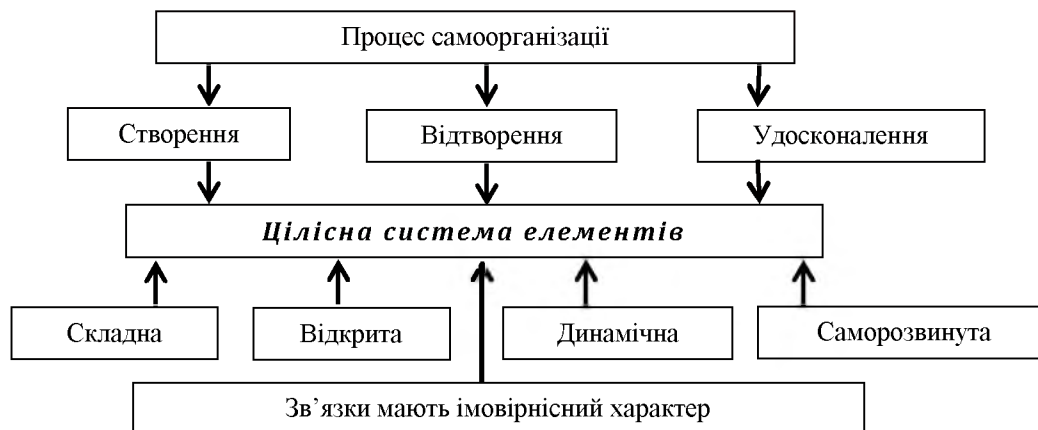 Процес самоорганізації
Створення
Відтворення
Удосконалення
Цілісна система елементів
Складна
Відкрита
Динамічна
Саморозвинута
Зв’язки мають імовірнісний характер